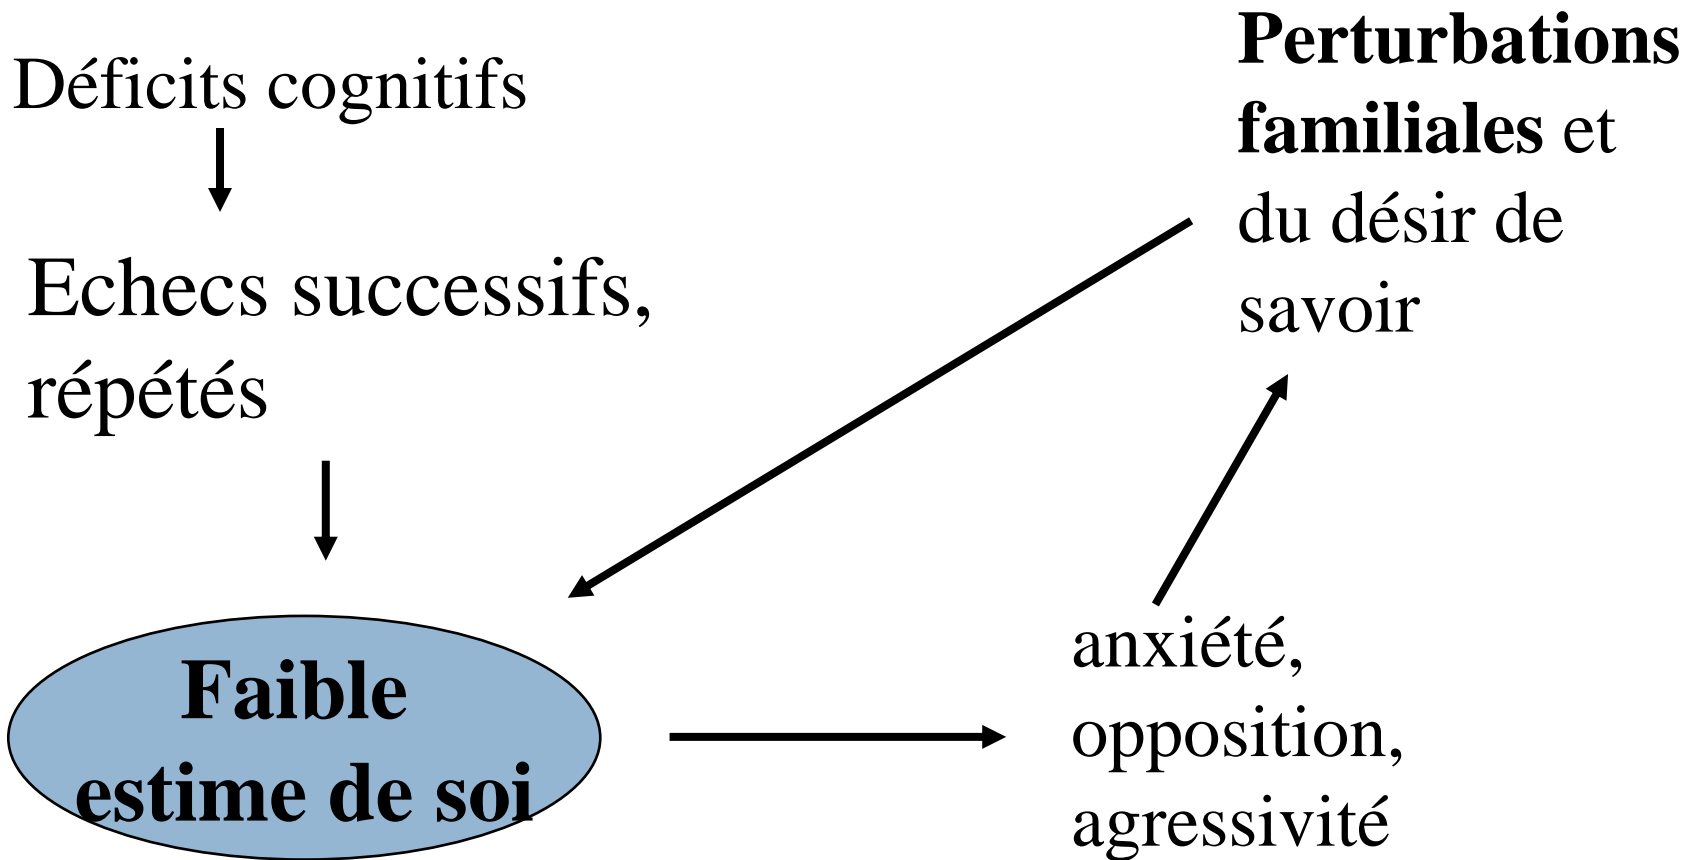 Déficits cognitifs
Echecs successifs,
répétés
Faible
estime de soi
anxiété,
opposition,
agressivité
Perturbations
familiales et
du désir de
savoir